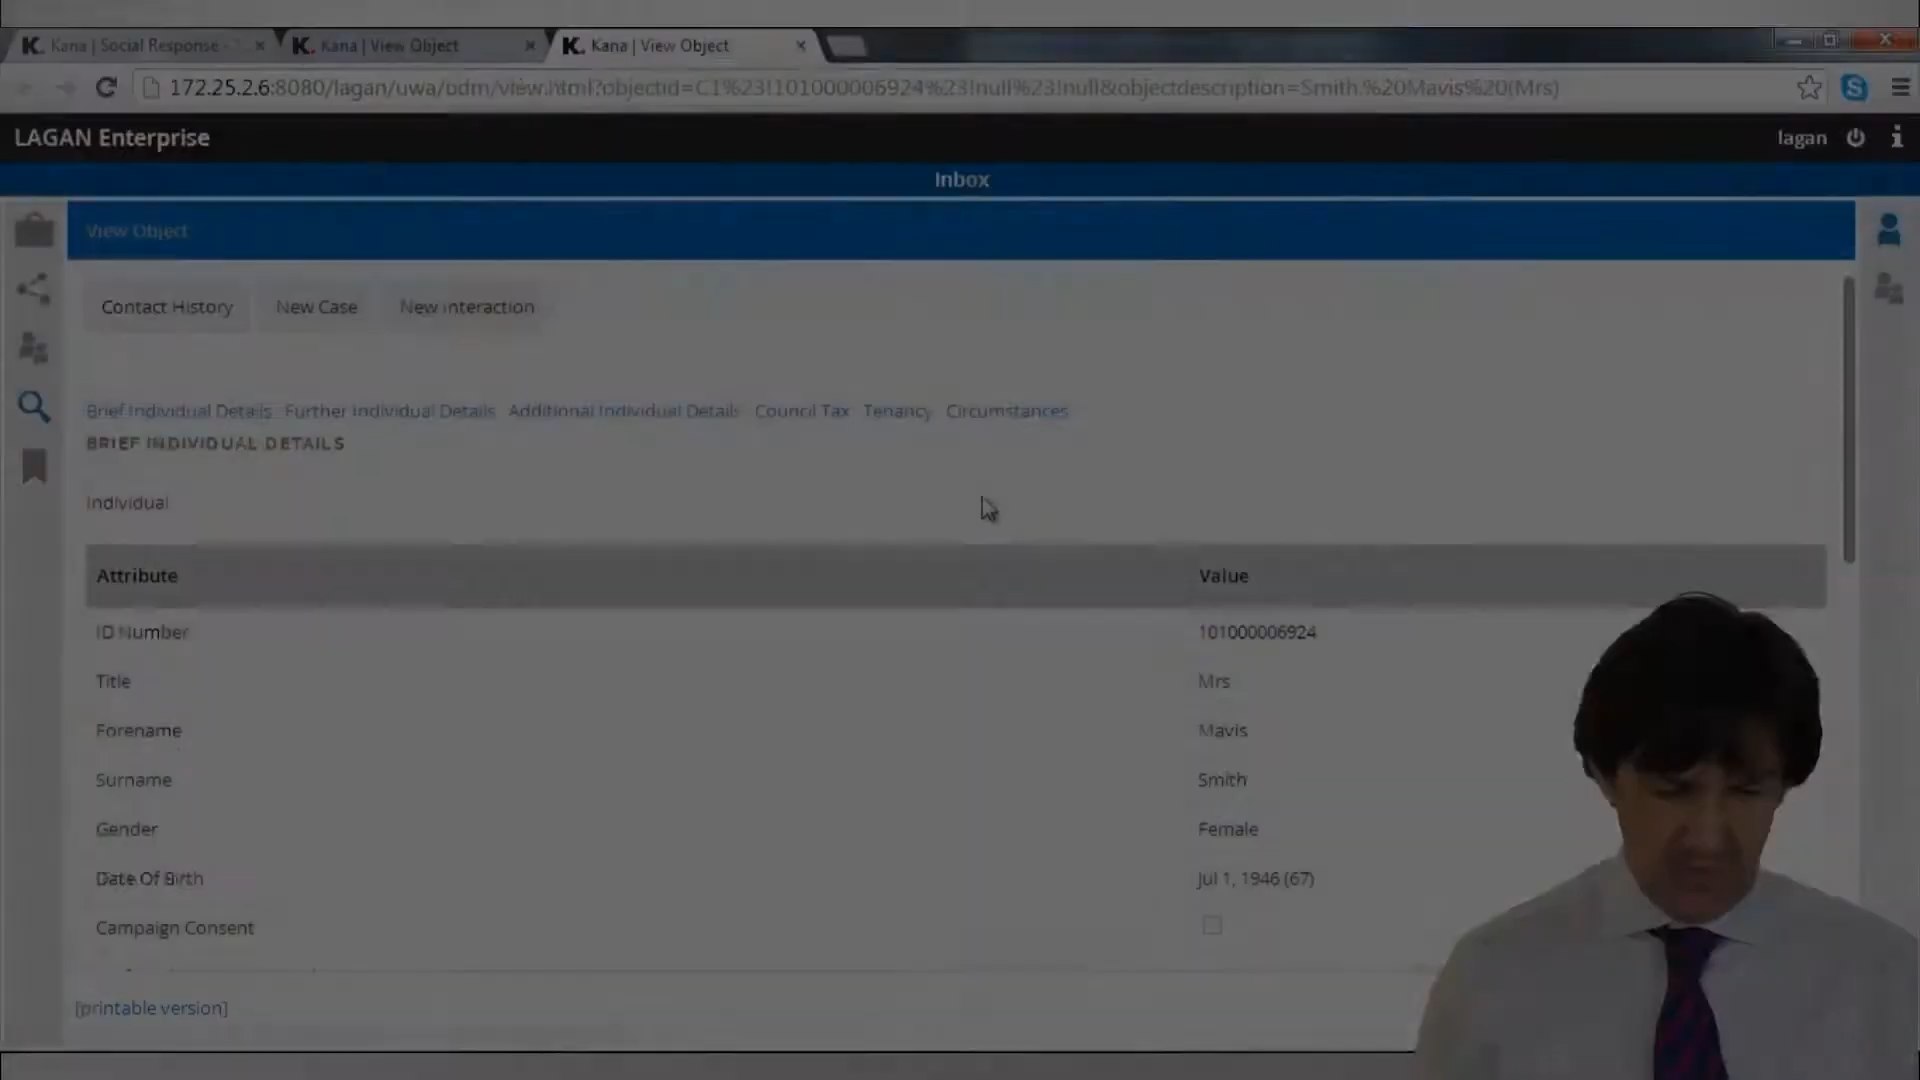 Kana | Social Response -
Kana | View Object
Kana | View Object
172.25.2.6:8080/lagan/uwa/odm/view.html?objectid=C1%23!101000006924%23!null%23!null&objectdescription=Smith.%20Mavis%20(Mrs)
LAGAN Enterprise
lagan
Inbox
View Object
Contact History New Case New Interaction
Brief Individual Details Further Individual Details Additional Individual Details Council Tax Tenancy Circumstances
BRIEF INDIVIDUAL DETAILS
Individual
Attribute Value
ID Number 101000006924
Title Mrs
Forename Mavis
Surname Smith
Gender Female
Date Of Birth Jul 1, 1946 (67)
Campaign Consent
[printable version]